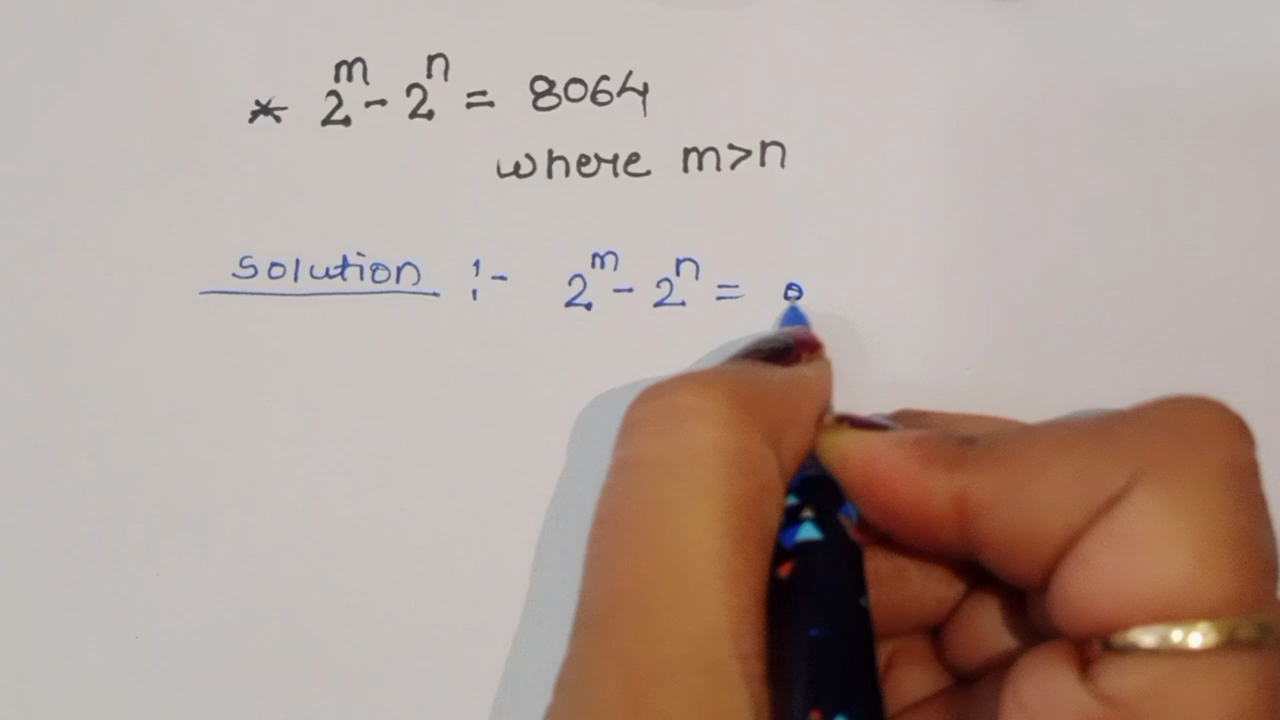 * 2^m - 2^n = 8064
where m>n
Solution :- 2^m - 2^n =